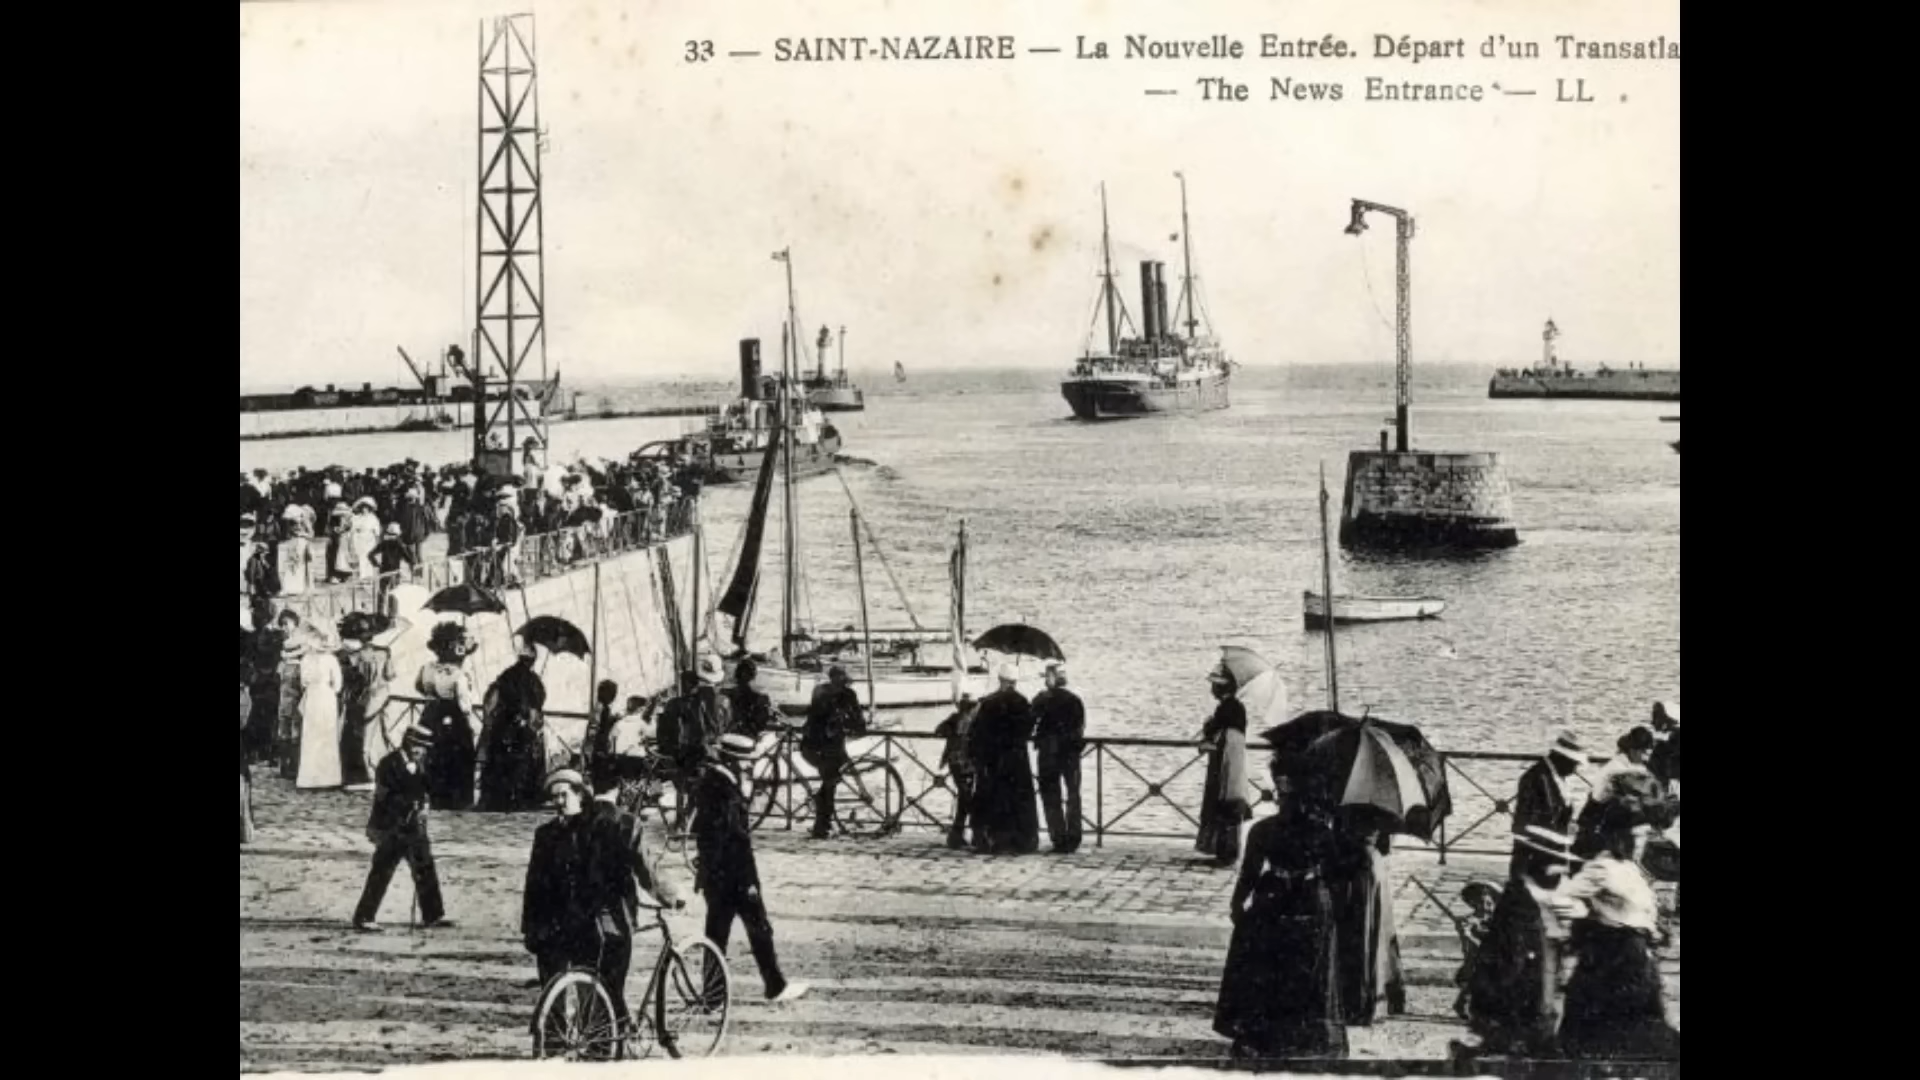 33 — SAINT-NAZAIRE — La Nouvelle Entrée. Départ d'un Transatla
— The News Entrance — LL .